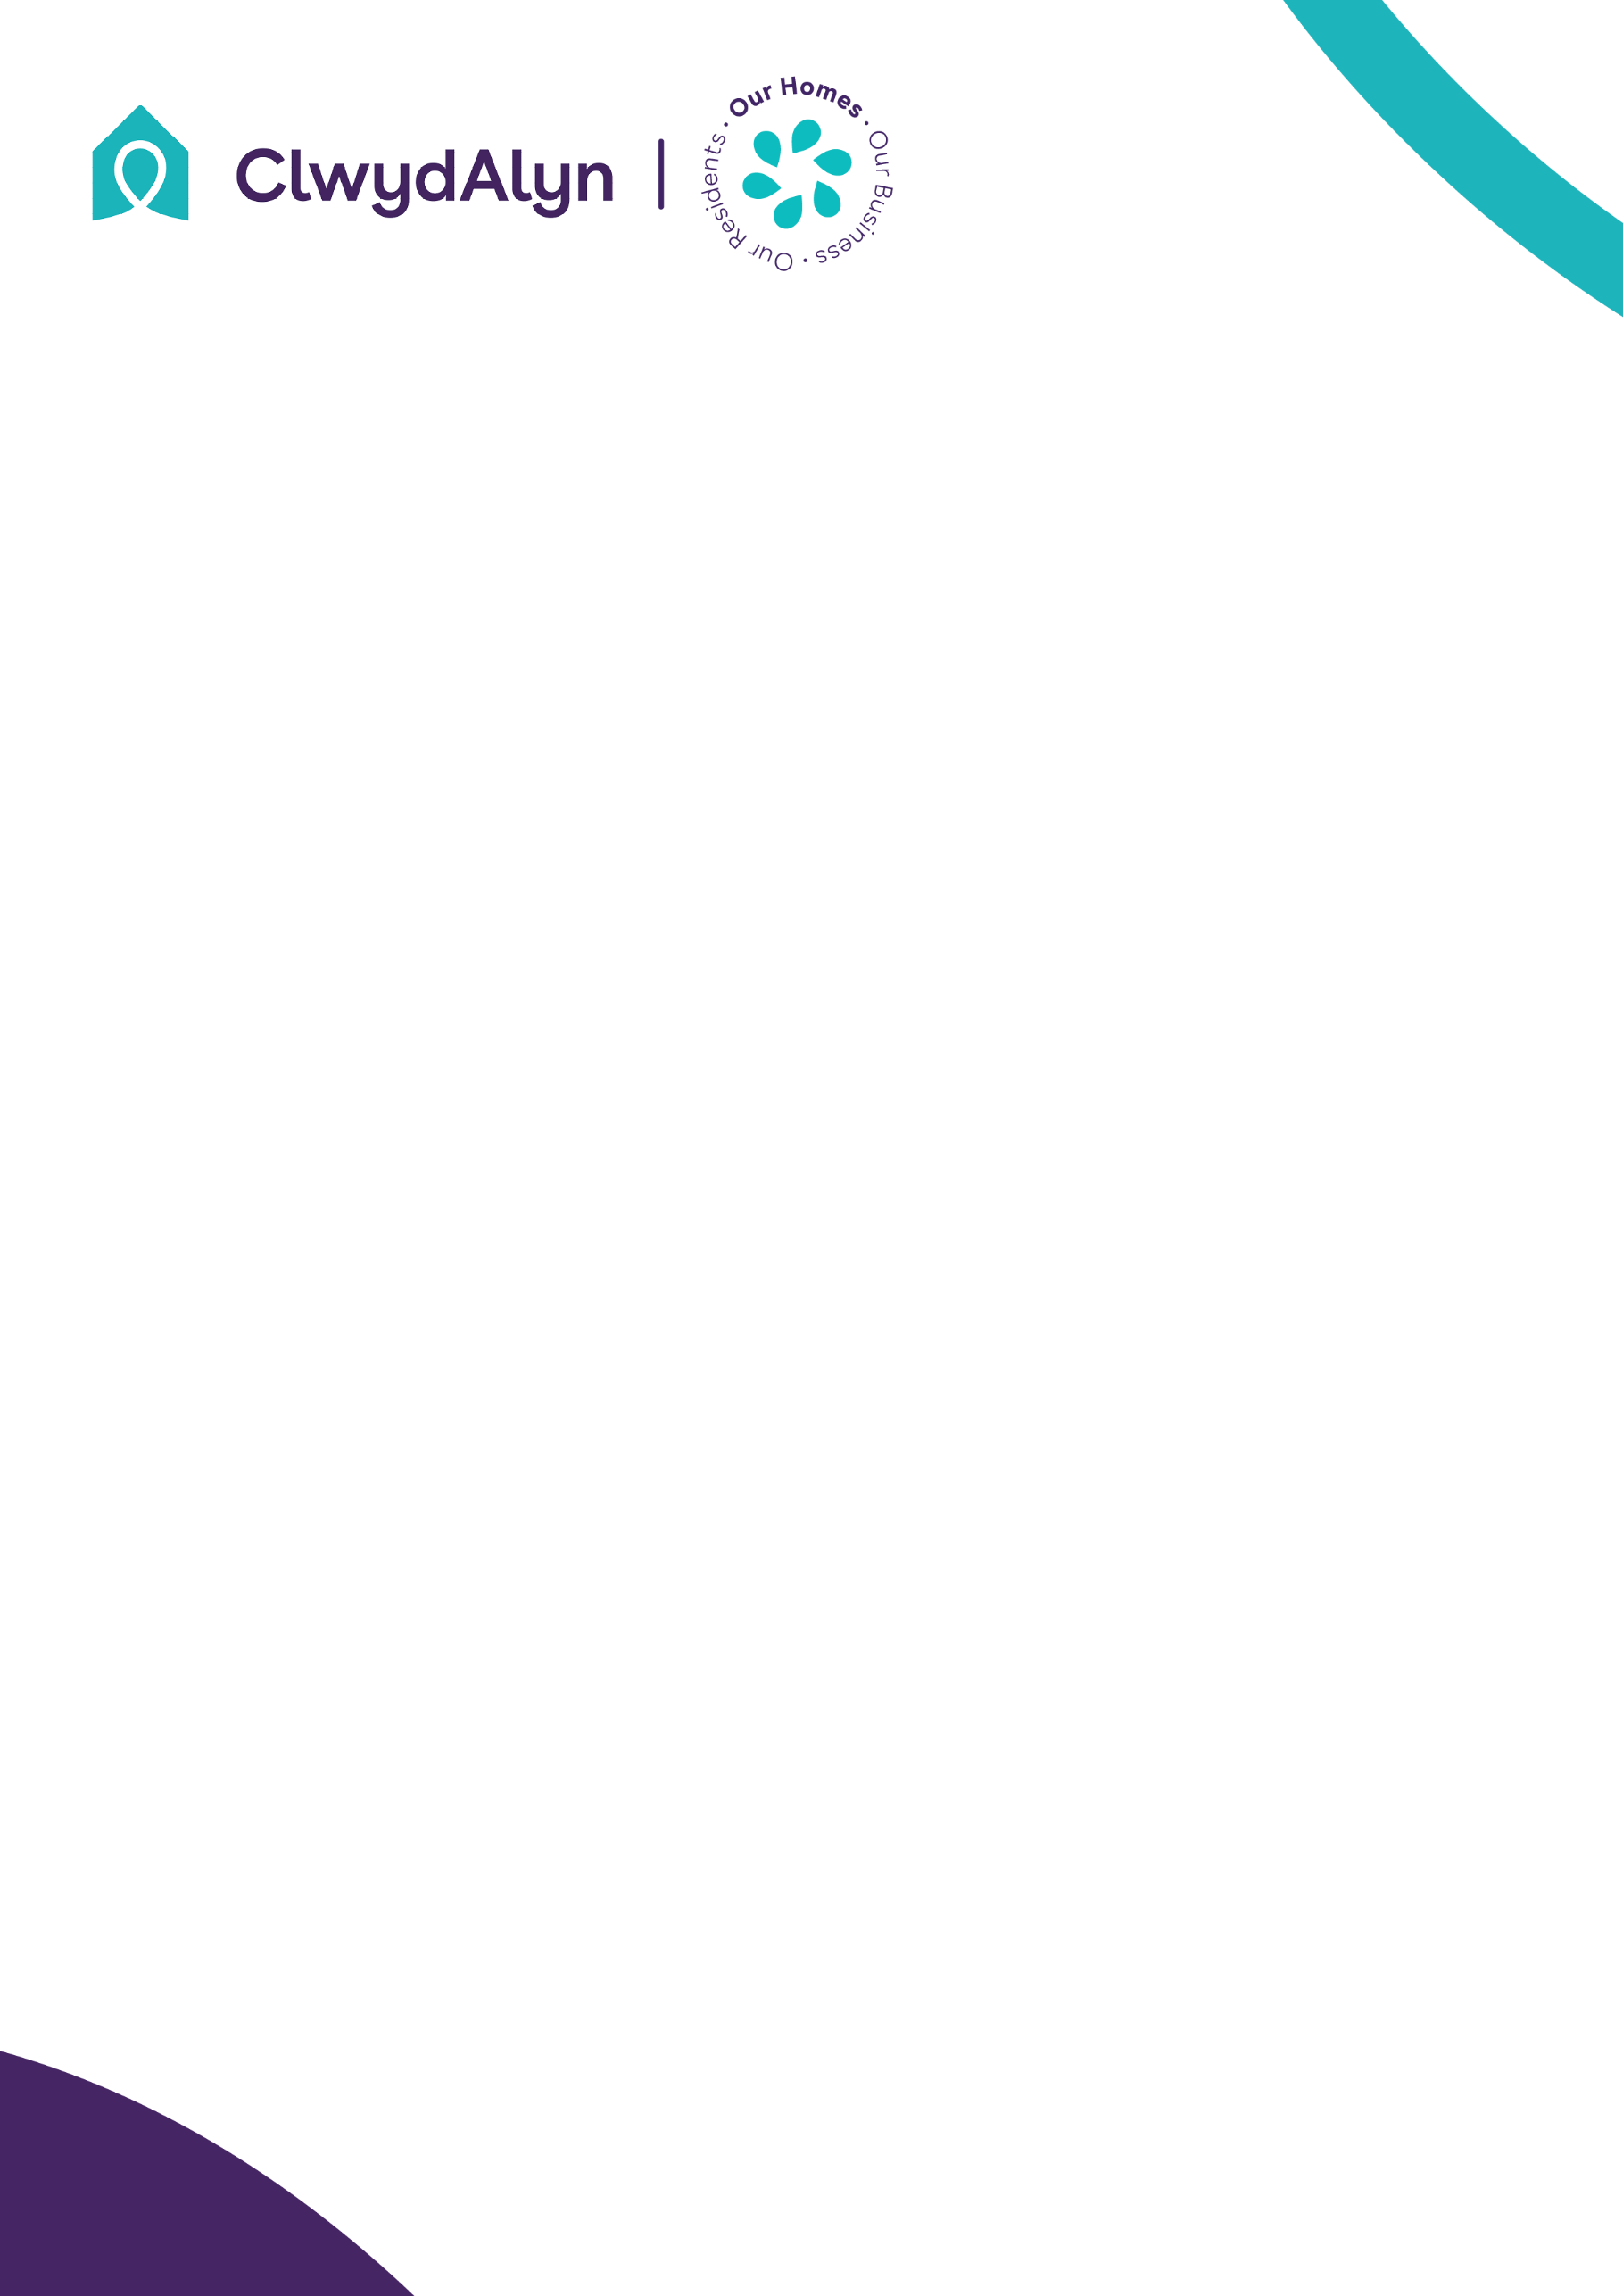 ClwydAlyn
• Our Homes • Our Business • Our Residents